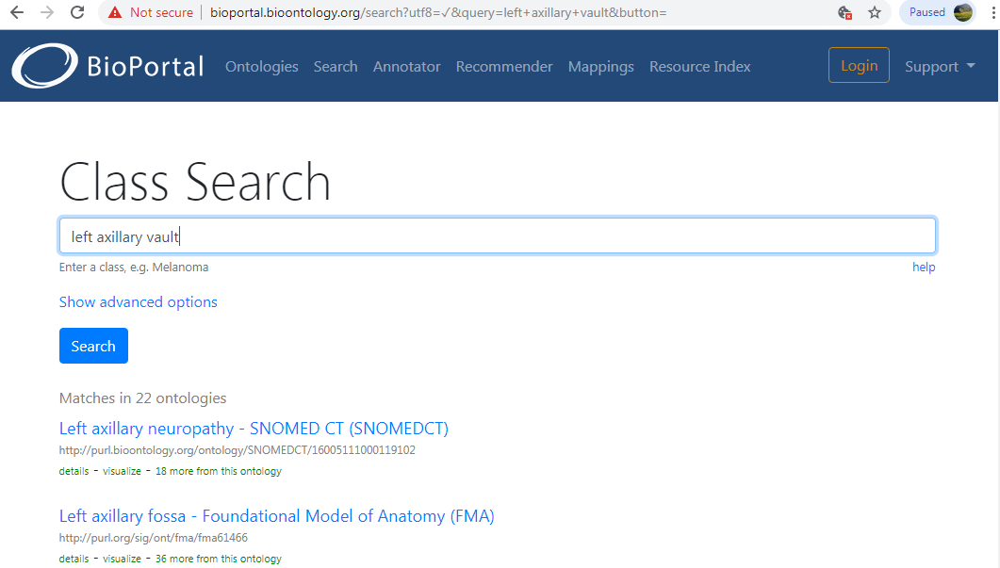 Not secure | bioportal.bioontology.org/search?utf8=✓&query=left+axillary+vault&button= Paused
BioPortal Ontologies Search Annotator Recommender Mappings Resource Index Login Support
Class Search
left axillary vault
Enter a class, e.g. Melanoma help
Show advanced options
Search
Matches in 22 ontologies
Left axillary neuropathy - SNOMED CT (SNOMEDCT)
http://purl.bioontology.org/ontology/SNOMEDCT/16005111000119102
details - visualize - 18 more from this ontology
Left axillary fossa - Foundational Model of Anatomy (FMA)
http://purl.org/sig/ont/fma/fma61466
details - visualize - 36 more from this ontology